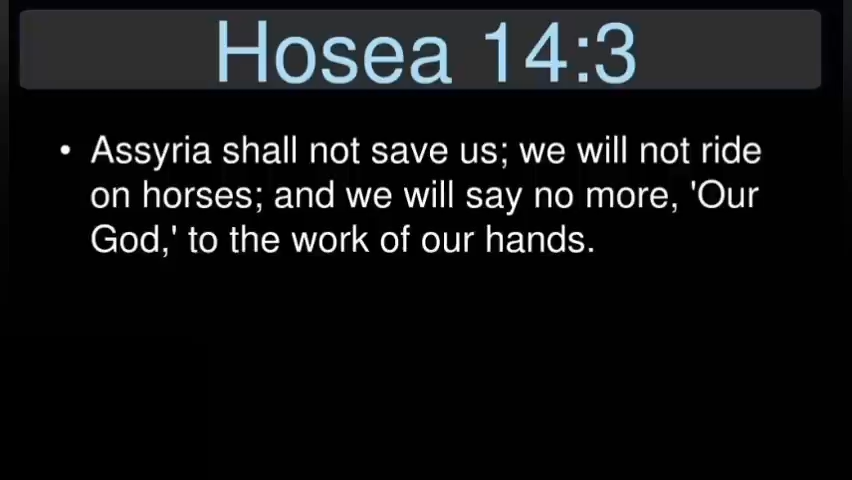 Hosea 14:3
• Assyria shall not save us; we will not ride
on horses; and we will say no more, 'Our
God,' to the work of our hands.